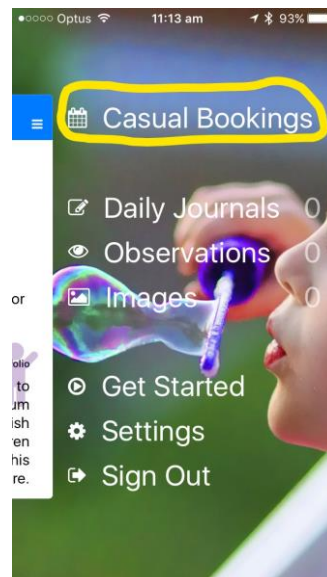 Optus 11:13 am 93%
Casual Bookings
Daily Journals 0
Observations 0
Images 0
or
folio
to
um
Get Started
ish
ren
Settings
his
re.
Sign Out